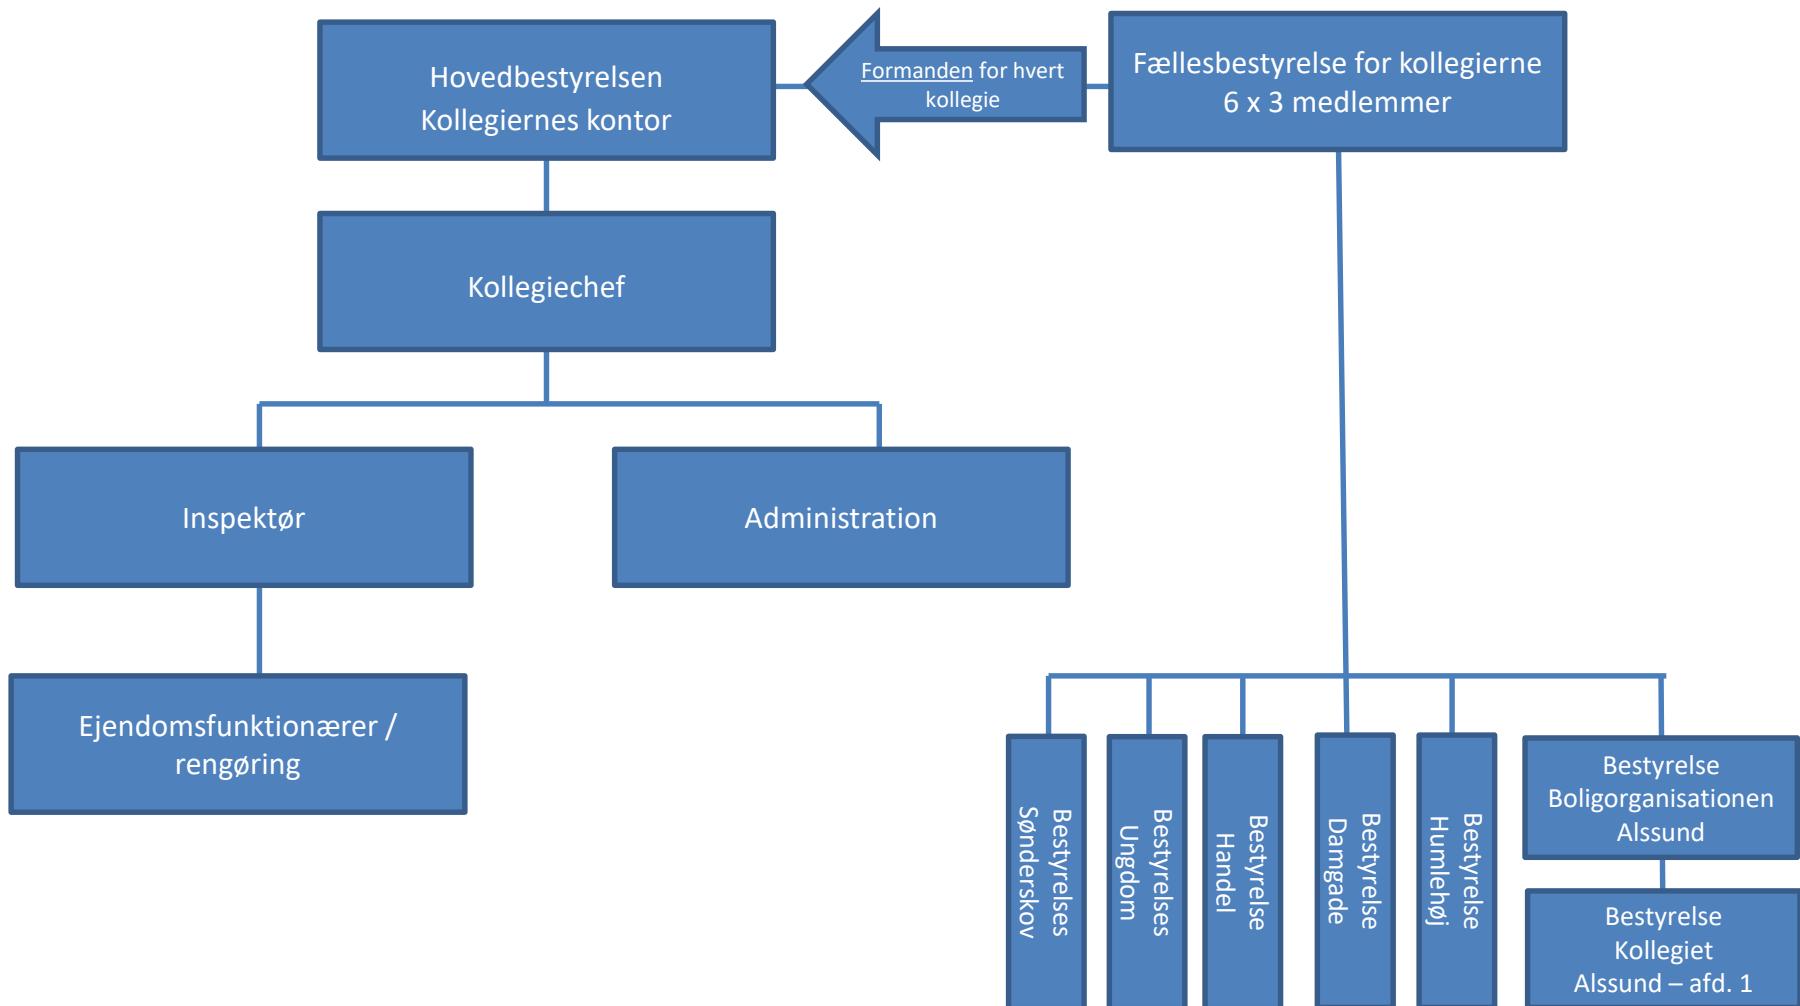 Hovedbestyrelsen
Kollegiernes kontor
Formanden for hvert
kollegie
Fællesbestyrelse for kollegierne
6 x 3 medlemmer
Kollegiechef
Inspektør
Administration
Ejendomsfunktionærer /
rengøring
Bestyrelses
Sønderskov
Bestyrelses
Ungdom
Bestyrelse
Handel
Bestyrelse
Damgade
Bestyrelse
Humlehøj
Bestyrelse
Boligorganisationen
Alssund
Bestyrelse
Kollegiet
Alssund – afd. 1